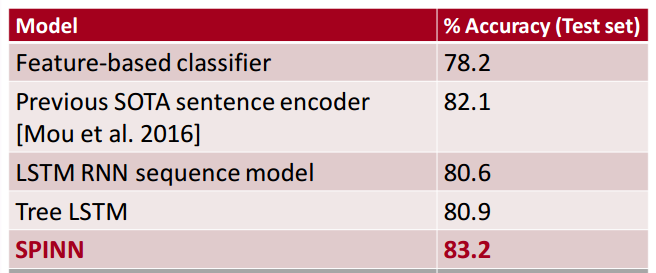 Model % Accuracy (Test set)
Feature-based classifier 78.2
Previous SOTA sentence encoder 82.1
[Mou et al. 2016]
LSTM RNN sequence model 80.6
Tree LSTM 80.9
SPINN 83.2